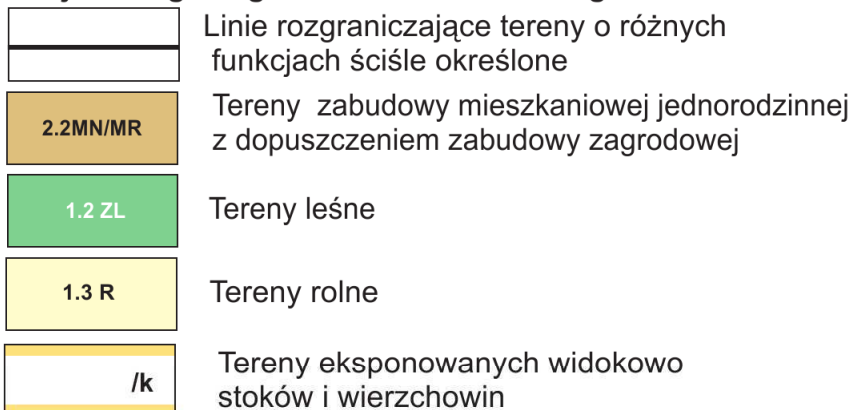 Linie rozgraniczające tereny o różnych
funkcjach ściśle określone
2.2MN/MR
Tereny zabudowy mieszkaniowej jednorodzinnej
z dopuszczeniem zabudowy zagrodowej
1.2 ZL
Tereny leśne
1.3 R
Tereny rolne
/k
Tereny eksponowanych widokowo
stoków i wierzchowin